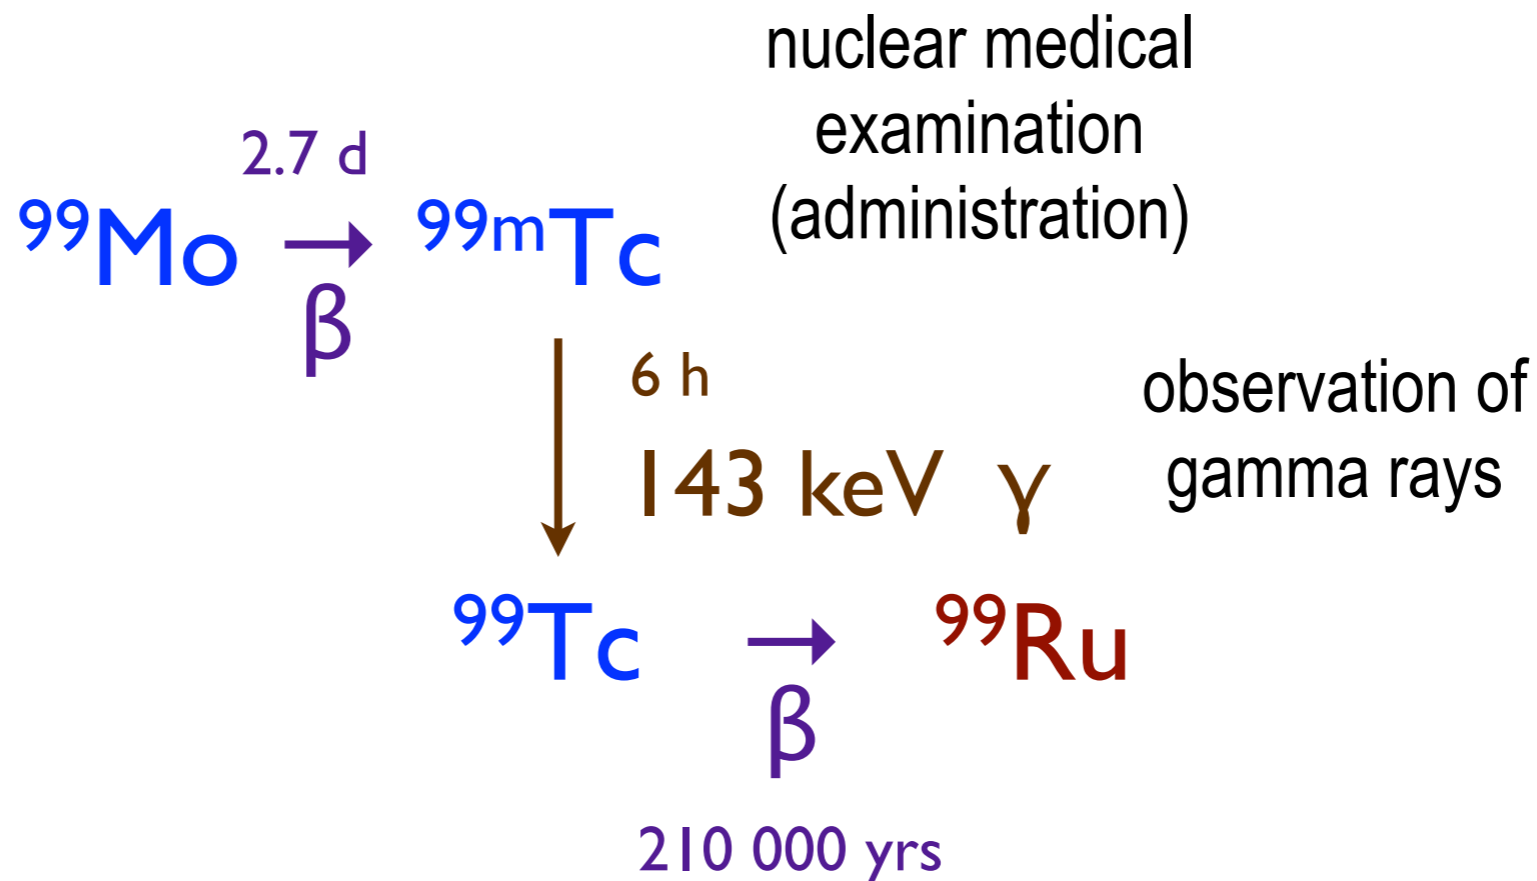 nuclear medical
examination
(administration)
2.7 d
⁹⁹Mo → ⁹⁹ᵐTc
β
6 h
143 keV γ
observation of
gamma rays
⁹⁹Tc → ⁹⁹Ru
β
210 000 yrs